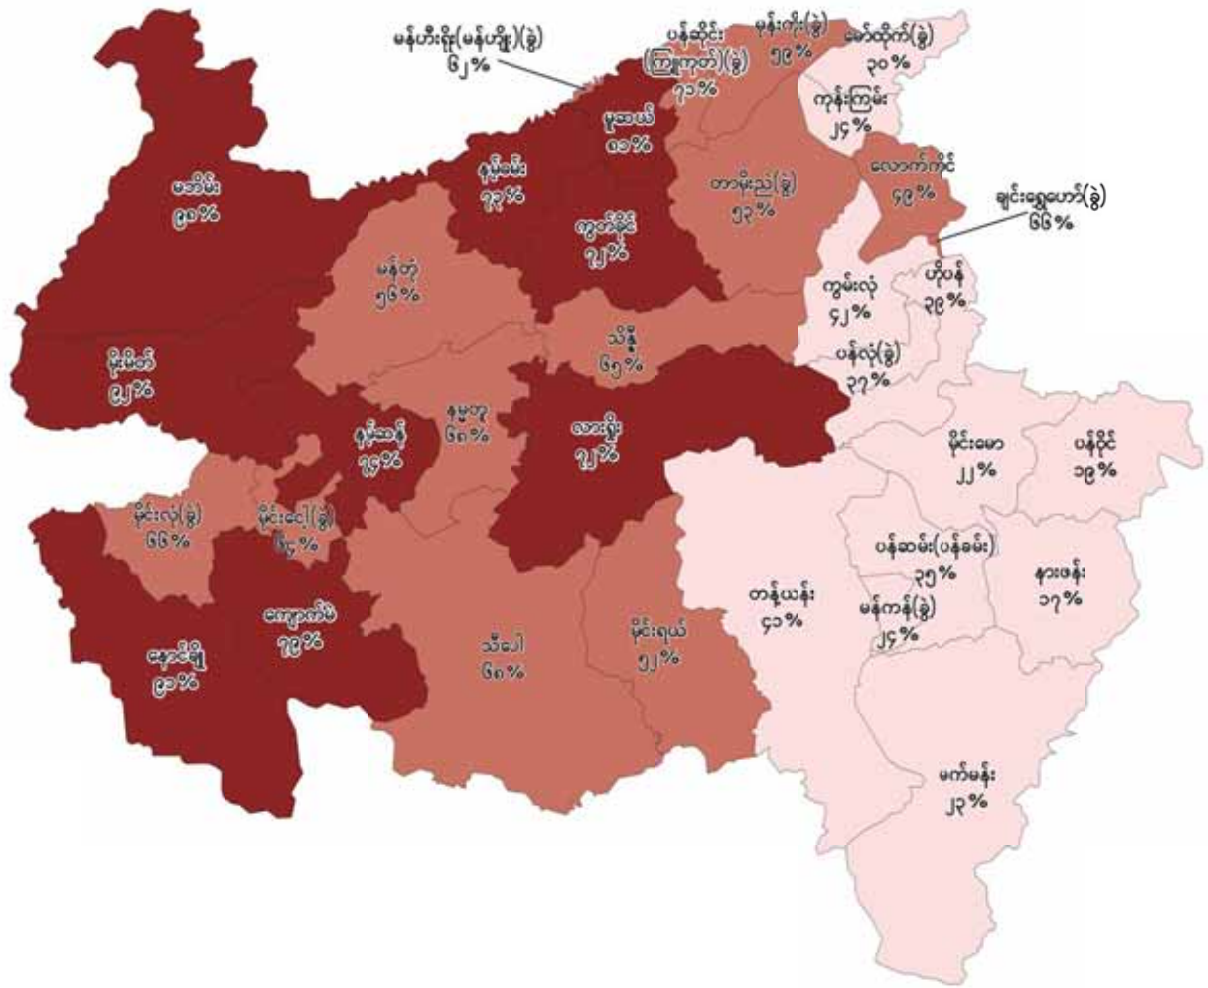 မန်ဟီးရိုး(မန်ဟျိုး)(ခွဲ)
၆၂%
ပန်ဆိုင်း
(ကြူကုတ်)(ခွဲ)
၇၁%
မုန်းကိုး(ခွဲ)
၅၉%
မော်ထိုက်(ခွဲ)
၃၀%
ကုန်းကြမ်း
၂၄%
မူဆယ်
၈၁%
မဘိမ်း
၉၈%
နမ့်ခမ်း
၇၃%
တာမိုးညဲ(ခွဲ)
၅၃%
လောက်ကိုင်
၄၉%
ချင်းရွှေဟော်(ခွဲ)
၆၆%
ကွတ်ခိုင်
၇၂%
မန်တုံ
၅၆%
ကွမ်းလုံ
၄၂%
ဟိုပန်
၃၉%
သိန္နီ
၆၅%
ပန်လုံ(ခွဲ)
၃၇%
မိုးမိတ်
၉၂%
နမ္မတူ
၆၈%
နမ့်ဆန်
၇၄%
လားရှိုး
၇၂%
မိုင်းမော
၂၂%
ပန်ဝိုင်
၁၉%
မိုင်းလုံ(ခွဲ)
၆၆%
မိုင်းငေါ့(ခွဲ)
၆၄%
ပန်ဆမ်း(ပန်ခမ်း)
၃၅%
နားဖန်း
၁၇%
တန့်ယန်း
၄၁%
မန်ကန်(ခွဲ)
၂၄%
ကျောက်မဲ
၇၉%
မိုင်းရယ်
၅၂%
သီပေါ
၆၈%
နောင်ချို
၉၁%
မက်မန်း
၂၃%